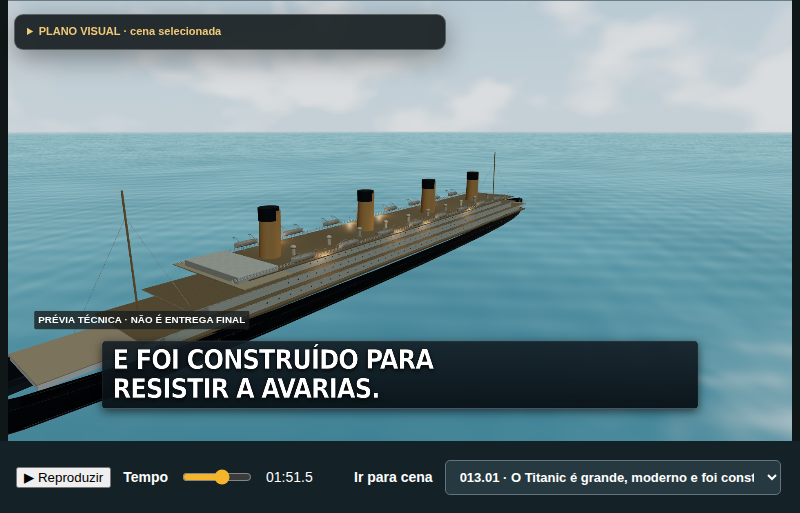 ▶ PLANO VISUAL · cena selecionada
PRÉVIA TÉCNICA · NÃO É ENTREGA FINAL
E FOI CONSTRUÍDO PARA
RESISTIR A AVARIAS.
▶ Reproduzir Tempo 01:51.5 Ir para cena 013.01 · O Titanic é grande, moderno e foi const